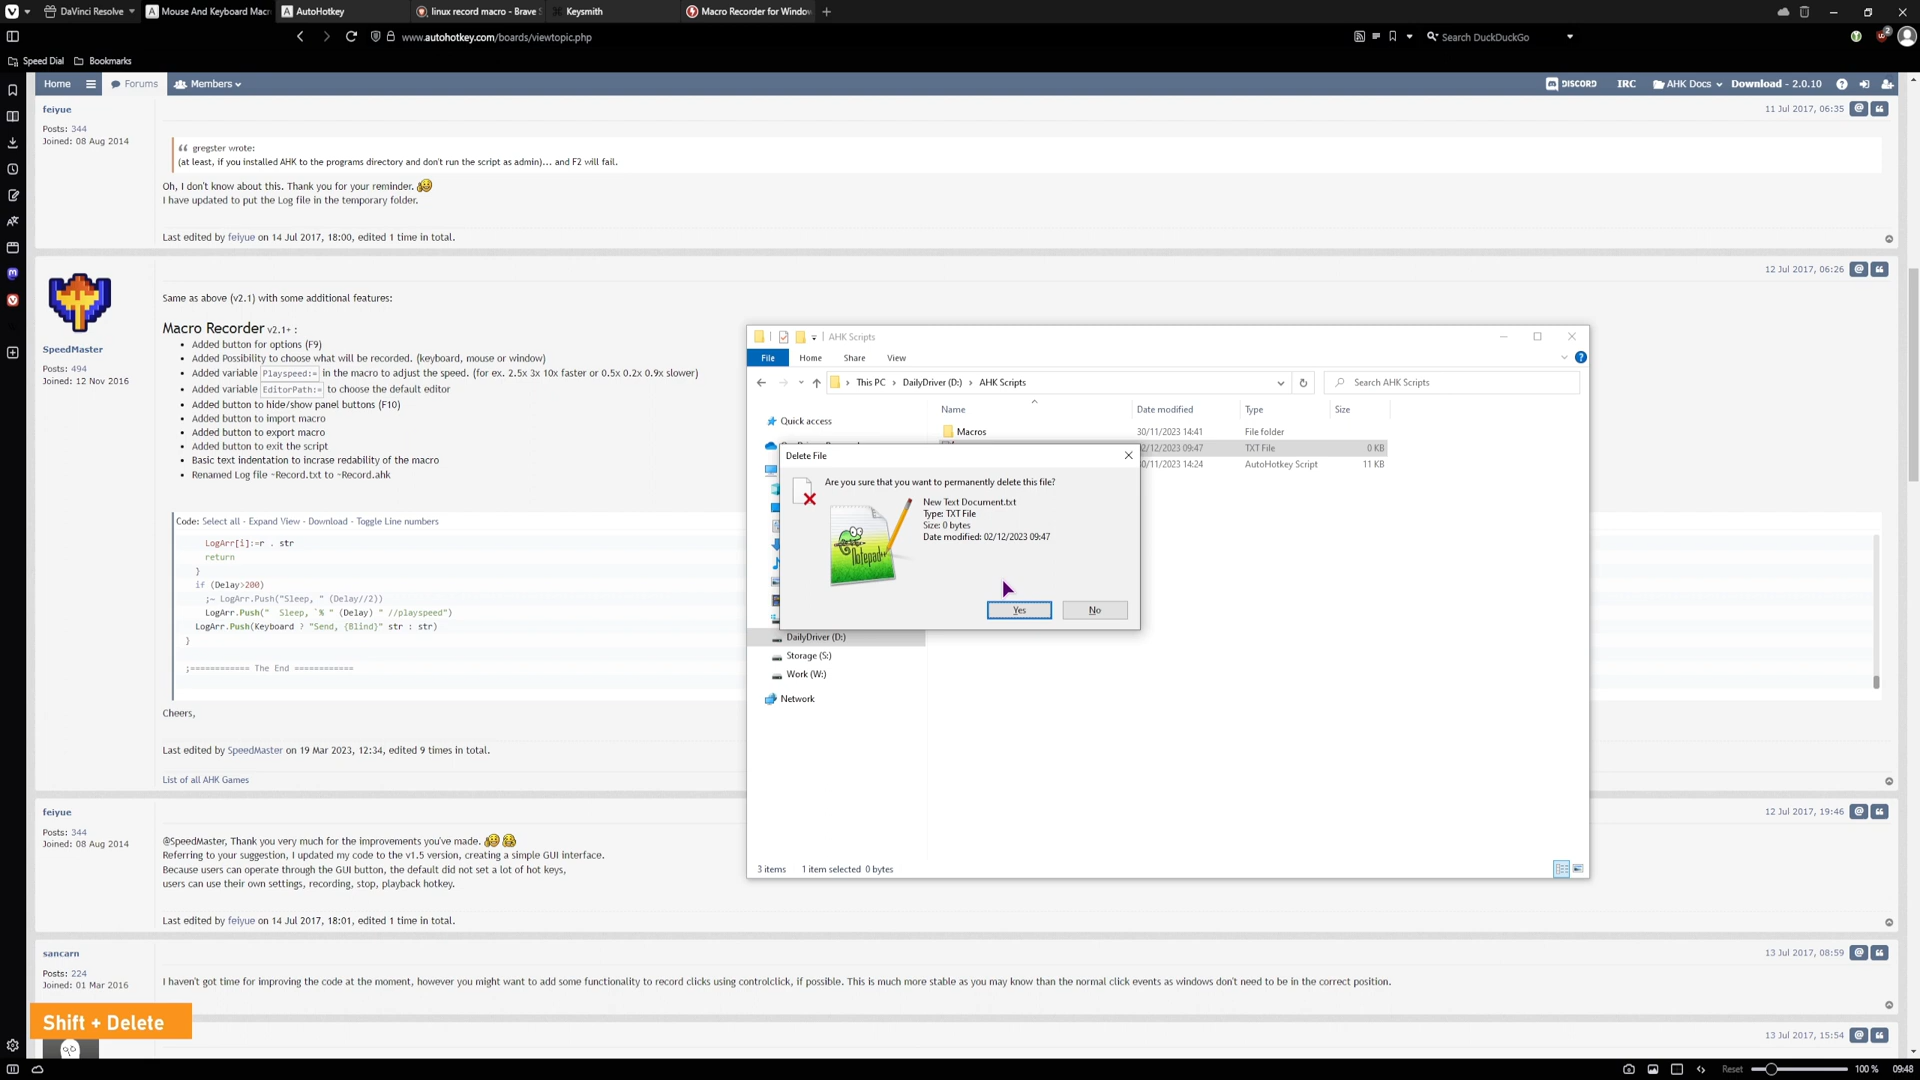 DaVinci Resolve
Mouse And Keyboard Macr
AutoHotkey
linux record macro - Brave S
Keysmith
Macro Recorder for Window
www.autohotkey.com/boards/viewtopic.php
Search DuckDuckGo
Speed Dial
Bookmarks
Home
Forums
Members
DISCORD
IRC
AHK Docs
Download - 2.0.10
feiyue
11 Jul 2017, 06:35
Posts: 344
Joined: 08 Aug 2014
gregster wrote:
(at least, if you installed AHK to the programs directory and don't run the script as admin)... and F2 will fail.
Oh, I don't know about this. Thank you for your reminder.
I have updated to put the Log file in the temporary folder.
Last edited by feiyue on 14 Jul 2017, 18:00, edited 1 time in total.
12 Jul 2017, 06:26
SpeedMaster
Posts: 494
Joined: 12 Nov 2016
Same as above (v2.1) with some additional features:
Macro Recorder v2.1+ :
• Added button for options (F9)
• Added Possibility to choose what will be recorded. (keyboard, mouse or window)
• Added variable Playspeed:= in the macro to adjust the speed. (for ex. 2.5x 3x 10x faster or 0.5x 0.2x 0.9x slower)
• Added variable EditorPath:= to choose the default editor
• Added button to hide/show panel buttons (F10)
• Added button to import macro
• Added button to export macro
• Added button to exit the script
• Basic text indentation to incrase redability of the macro
• Renamed Log file ~Record.txt to ~Record.ahk
Code: Select all - Expand View - Download - Toggle Line numbers
LogArr[i]:=r . str
return
}
if (Delay>200)
;~ LogArr.Push("Sleep, " (Delay//2))
LogArr.Push("  Sleep, `% " (Delay) " //playspeed")
LogArr.Push(Keyboard ? "Send, {Blind}" str : str)
}
;============ The End ============
Cheers,
Last edited by SpeedMaster on 19 Mar 2023, 12:34, edited 9 times in total.
List of all AHK Games
feiyue
12 Jul 2017, 19:46
Posts: 344
Joined: 08 Aug 2014
@SpeedMaster, Thank you very much for the improvements you've made.
Referring to your suggestion, I updated my code to the v1.5 version, creating a simple GUI interface.
Because users can operate through the GUI button, the default did not set a lot of hot keys,
users can use their own settings, recording, stop, playback hotkey.
Last edited by feiyue on 14 Jul 2017, 18:01, edited 1 time in total.
sancarn
13 Jul 2017, 08:59
Posts: 224
Joined: 01 Mar 2016
I haven't got time for improving the code at the moment, however you might want to add some functionality to record clicks using controlclick, if possible. This is much more stable as you may know than the normal click events as windows don't need to be in the correct position.
Shift + Delete
13 Jul 2017, 15:54
AHK Scripts
File
Home
Share
View
This PC
DailyDriver (D:)
AHK Scripts
Search AHK Scripts
Name
Date modified
Type
Size
Quick access
Macros
30/11/2023 14:41
File folder
02/12/2023 09:47
TXT File
0 KB
30/11/2023 14:24
AutoHotkey Script
11 KB
Delete File
Are you sure that you want to permanently delete this file?
New Text Document.txt
Type: TXT File
Size: 0 bytes
Date modified: 02/12/2023 09:47
Notepad++
Yes
No
DailyDriver (D:)
Storage (S:)
Work (W:)
Network
3 items
1 item selected 0 bytes
Reset
100 %
09:48